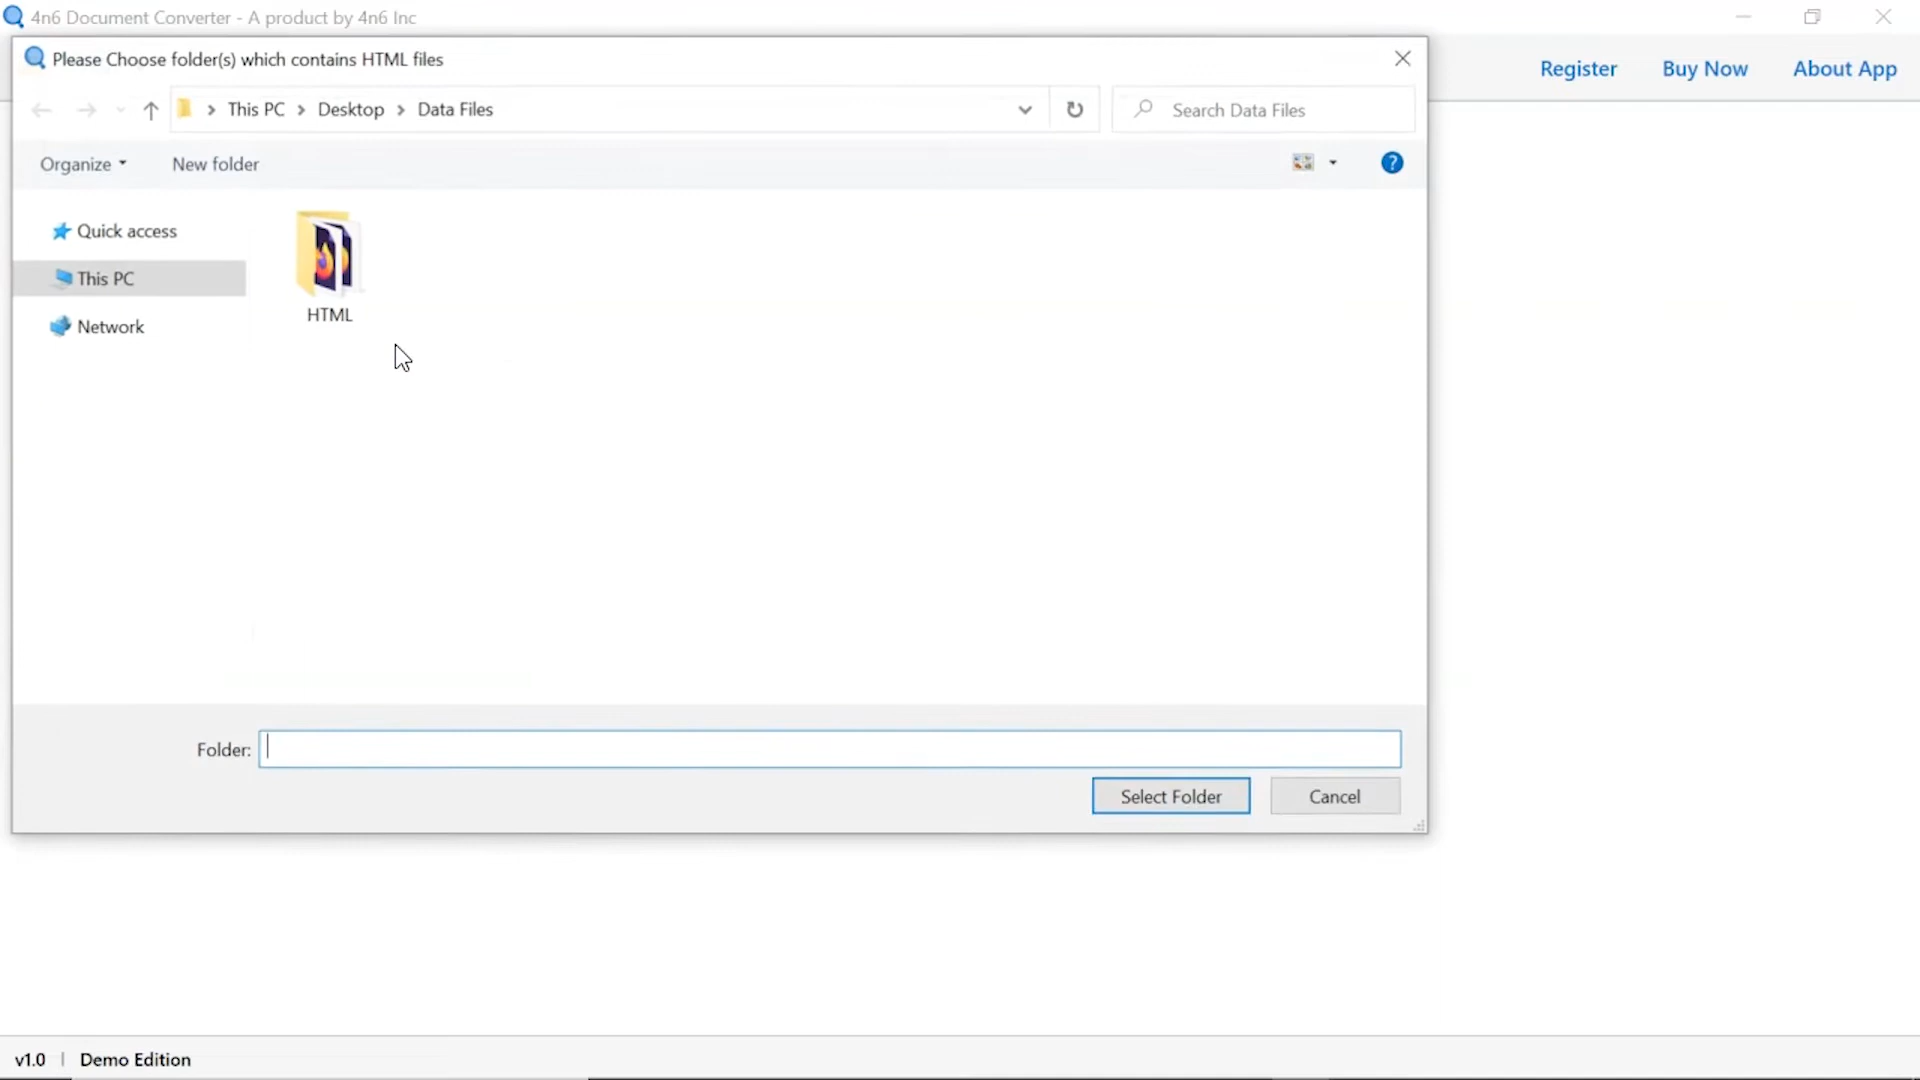 4n6 Document Converter - A product by 4n6 Inc
Please Choose folder(s) which contains HTML files
Register Buy Now About App
This PC Desktop Data Files
Search Data Files
Organize New folder
?
Quick access
This PC
Network
HTML
Folder:
Select Folder Cancel
v1.0 | Demo Edition